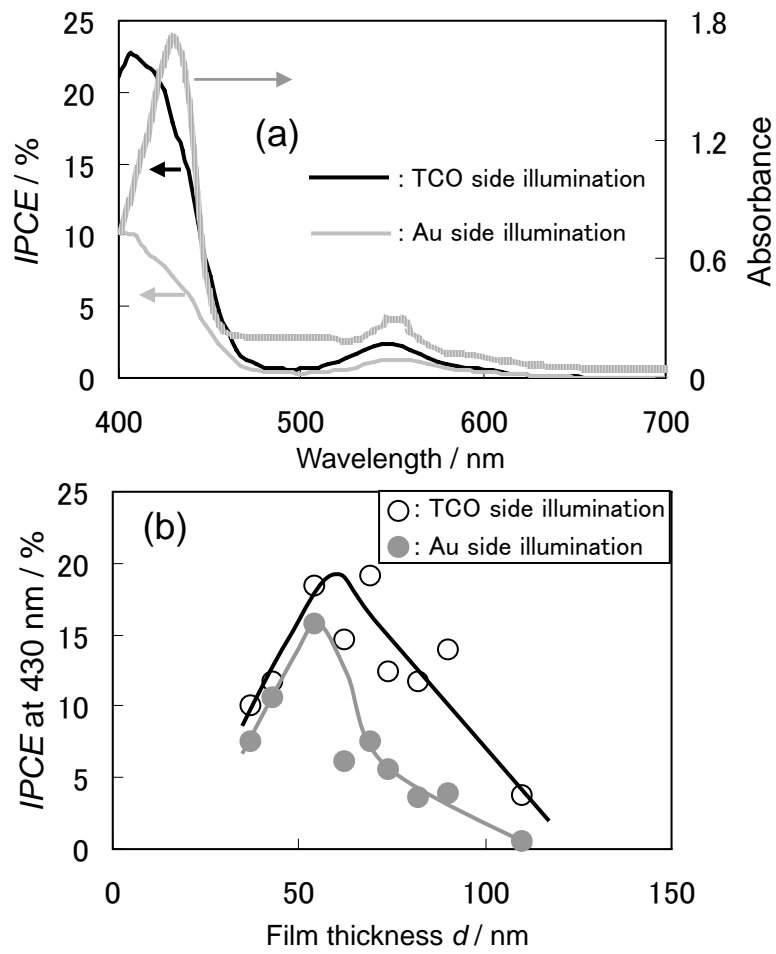 25
20
15
10
5
0
IPCE / %
1.8
1.2
0.6
0
Absorbance
(a)
: TCO side illumination
: Au side illumination
400
500
600
700
Wavelength / nm
25
20
15
10
5
0
IPCE at 430 nm / %
(b)
: TCO side illumination
: Au side illumination
0
50
100
150
Film thickness d / nm